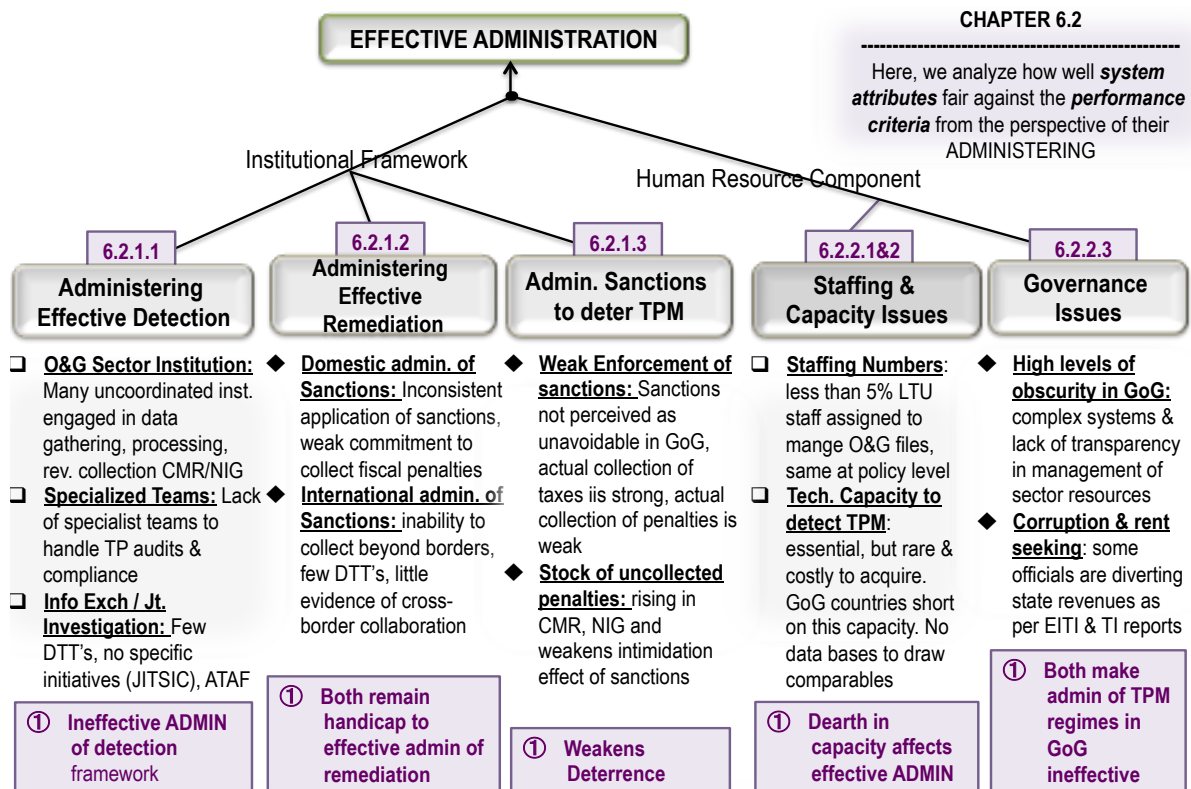 EFFECTIVE ADMINISTRATION
CHAPTER 6.2
----------------------------------------------------
Here, we analyze how well system
attributes fair against the performance
criteria from the perspective of their
ADMINISTERING
Institutional Framework
Human Resource Component
6.2.1.1
Administering
Effective Detection
❑ O&G Sector Institution:
Many uncoordinated inst.
engaged in data
gathering, processing,
rev. collection CMR/NIG
❑ Specialized Teams: Lack
of specialist teams to
handle TP audits &
compliance
❑ Info Exch / Jt.
Investigation: Few
DTT's, no specific
initiatives (JITSIC), ATAF
① Ineffective ADMIN
of detection
framework
6.2.1.2
Administering
Effective
Remediation
◆ Domestic admin. of
Sanctions: Inconsistent
application of sanctions,
weak commitment to
collect fiscal penalties
◆ International admin. of
Sanctions: inability to
collect beyond borders,
few DTT's, little
evidence of cross-
border collaboration
① Both remain
handicap to
effective admin of
remediation
6.2.1.3
Admin. Sanctions
to deter TPM
◆ Weak Enforcement of
sanctions: Sanctions
not perceived as
unavoidable in GoG,
actual collection of
taxes iis strong, actual
collection of penalties is
weak
◆ Stock of uncollected
penalties: rising in
CMR, NIG and
weakens intimidation
effect of sanctions
① Weakens
Deterrence
6.2.2.1&2
Staffing &
Capacity Issues
❑ Staffing Numbers:
less than 5% LTU
staff assigned to
mange O&G files,
same at policy level
❑ Tech. Capacity to
detect TPM:
essential, but rare &
costly to acquire.
GoG countries short
on this capacity. No
data bases to draw
comparables
① Dearth in
capacity affects
effective ADMIN
6.2.2.3
Governance
Issues
◆ High levels of
obscurity in GoG:
complex systems &
lack of transparency
in management of
sector resources
◆ Corruption & rent
seeking: some
officials are diverting
state revenues as
per EITI & TI reports
① Both make
admin of TPM
regimes in
GoG
ineffective